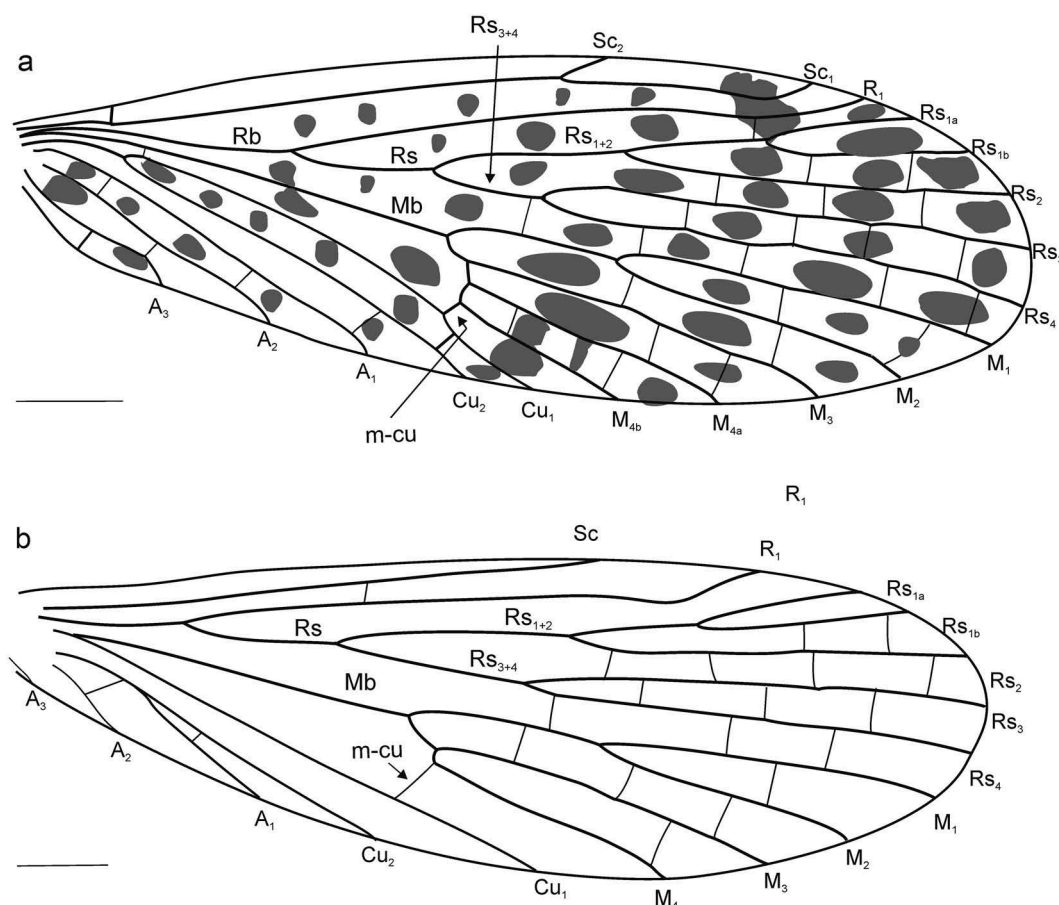 a
Rs3+4
Sc2
Sc1
R1
Rs1a
Rs1b
Rs2
Rs3
Rs4
Rb
Rs
Rs1+2
Mb
A3
A2
A1
m-cu
Cu2
Cu1
M4b
M4a
M3
M2
M1
R1
b
Sc
R1
Rs1a
Rs1b
Rs2
Rs3
Rs4
Rs
Rs1+2
Rs3+4
Mb
m-cu
A3
A2
A1
Cu2
Cu1
M4
M3
M2
M1